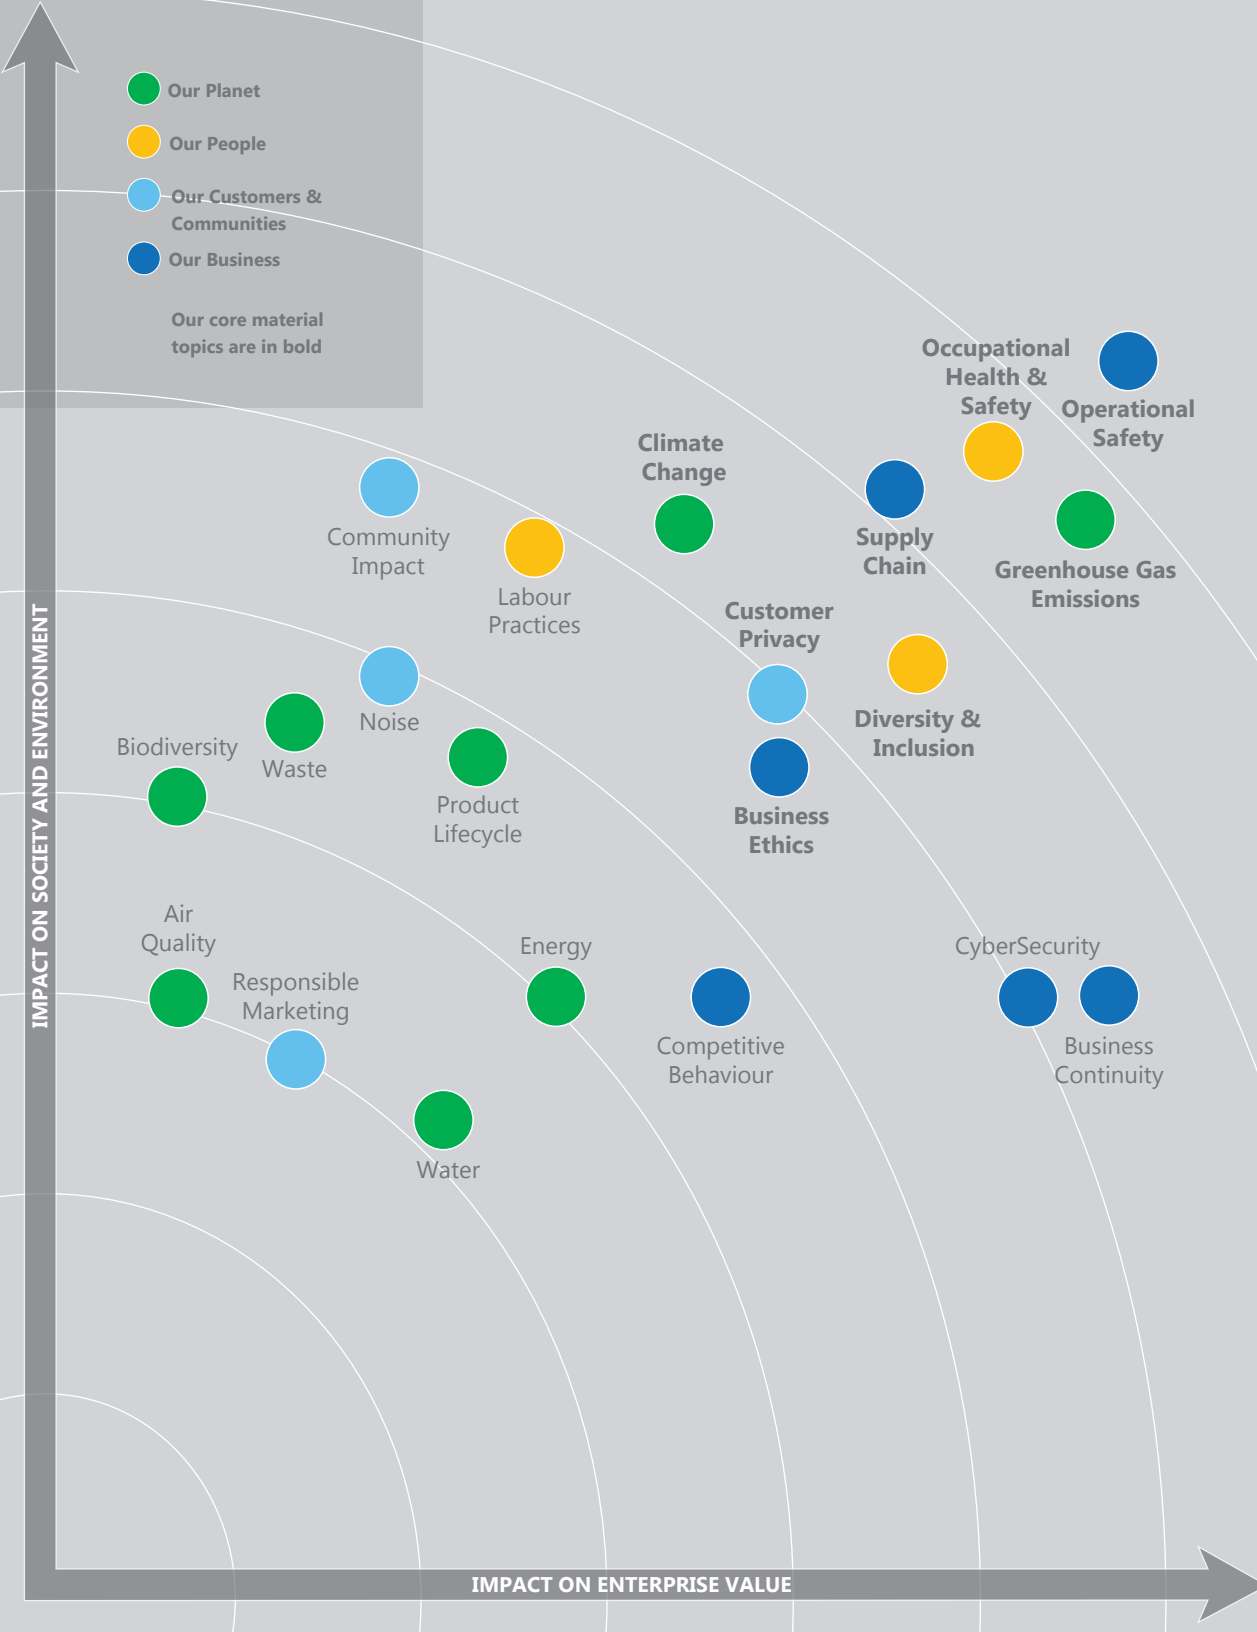 Our Planet
Our People
Our Customers &
Communities
Our Business
Our core material
topics are in bold
Occupational
Health &
Safety
Operational
Safety
Climate
Change
Supply
Chain
Greenhouse Gas
Emissions
Community
Impact
Labour
Practices
Customer
Privacy
Diversity &
Inclusion
Noise
Waste
Biodiversity
Product
Lifecycle
Business
Ethics
Air
Quality
Responsible
Marketing
Energy
Competitive
Behaviour
CyberSecurity
Business
Continuity
Water
IMPACT ON SOCIETY AND ENVIRONMENT
IMPACT ON ENTERPRISE VALUE